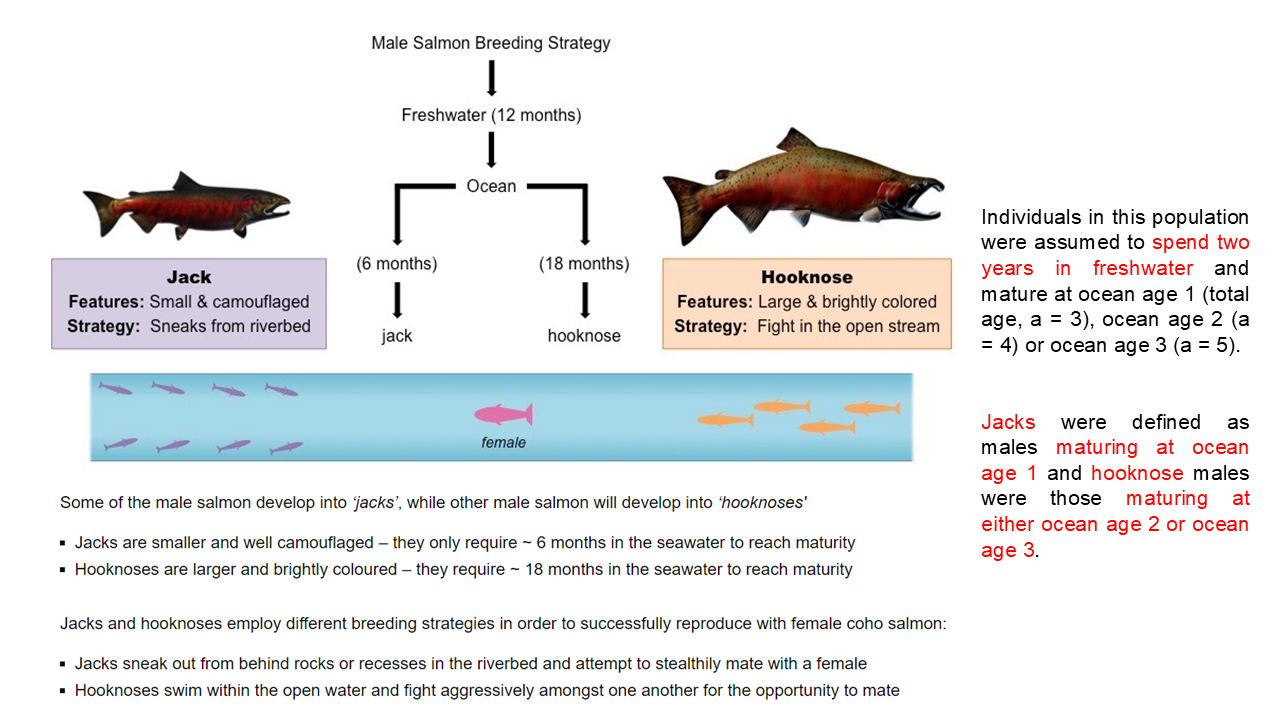 Male Salmon Breeding Strategy
Freshwater (12 months)
Ocean
(6 months)
(18 months)
jack
hooknose
Jack
Features: Small & camouflaged
Strategy: Sneaks from riverbed
Hooknose
Features: Large & brightly colored
Strategy: Fight in the open stream
female
Some of the male salmon develop into ‘jacks’, while other male salmon will develop into ‘hooknoses'
▪ Jacks are smaller and well camouflaged – they only require ~ 6 months in the seawater to reach maturity
▪ Hooknoses are larger and brightly coloured – they require ~ 18 months in the seawater to reach maturity
Jacks and hooknoses employ different breeding strategies in order to successfully reproduce with female coho salmon:
▪ Jacks sneak out from behind rocks or recesses in the riverbed and attempt to stealthily mate with a female
▪ Hooknoses swim within the open water and fight aggressively amongst one another for the opportunity to mate
Individuals in this population
were assumed to spend two
years in freshwater and
mature at ocean age 1 (total
age, a = 3), ocean age 2 (a
= 4) or ocean age 3 (a = 5).
Jacks were defined as
males maturing at ocean
age 1 and hooknose males
were those maturing at
either ocean age 2 or ocean
age 3.